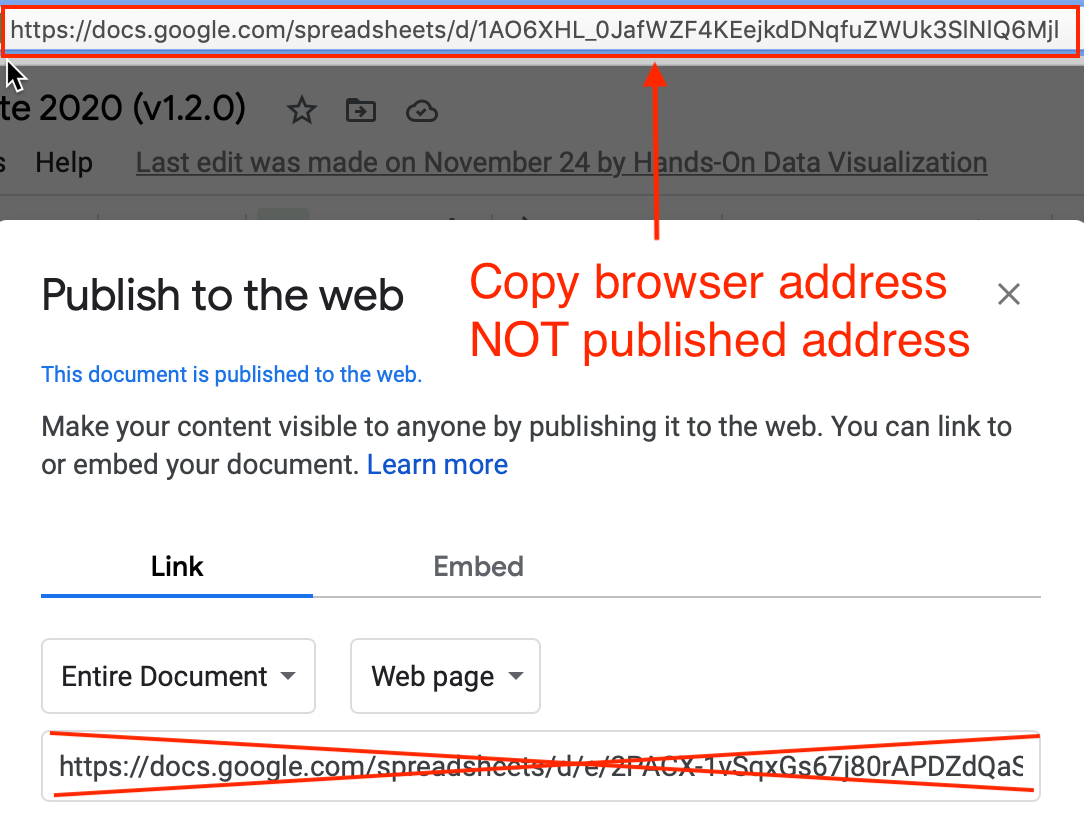 https://docs.google.com/spreadsheets/d/1AO6XHL_0JafWZF4KEejkdDNqfuZWUk3SlNlQ6Mjl
te 2020 (v1.2.0)
s Help Last edit was made on November 24 by Hands-On Data Visualization
Publish to the web
Copy browser address
NOT published address
This document is published to the web.
Make your content visible to anyone by publishing it to the web. You can link to
or embed your document. Learn more
Link Embed
Entire Document Web page
https://docs.google.com/spreadsheets/d/e/2PACX-1vSqxGs67j80rAPDZdQaS